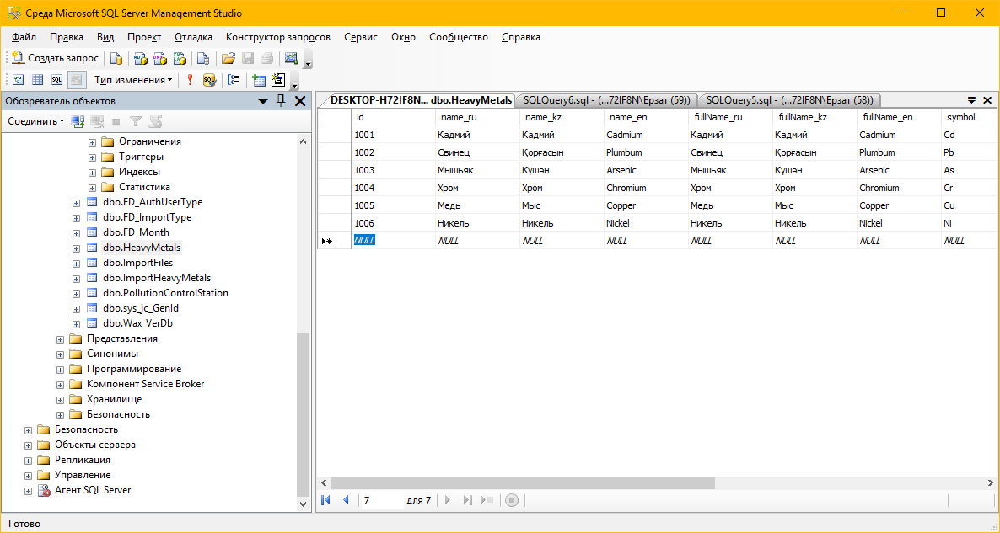 Среда Microsoft SQL Server Management Studio
Файл Правка Вид Проект Отладка Конструктор запросов Сервис Окно Сообщество Справка
Создать запрос
Тип изменения
Обозреватель объектов
Соединить
Ограничения
Триггеры
Индексы
Статистика
dbo.FD_AuthUserType
dbo.FD_ImportType
dbo.FD_Month
dbo.HeavyMetals
dbo.ImportFiles
dbo.ImportHeavyMetals
dbo.PollutionControlStation
dbo.sys_jc_GenId
dbo.Wax_VerDb
Представления
Синонимы
Программирование
Компонент Service Broker
Хранилище
Безопасность
Безопасность
Объекты сервера
Репликация
Управление
Агент SQL Server
DESKTOP-H72IF8N... dbo.HeavyMetals SQLQuery6.sql - (...72IF8N\Ерзат (59)) SQLQuery5.sql - (...72IF8N\Ерзат (58))
id name_ru name_kz name_en fullName_ru fullName_kz fullName_en symbol
1001 Кадмий Кадмий Cadmium Кадмий Кадмий Cadmium Cd
1002 Свинец Қорғасын Plumbum Свинец Қорғасын Plumbum Pb
1003 Мышьяк Күшән Arsenic Мышьяк Күшән Arsenic As
1004 Хром Хром Chromium Хром Хром Chromium Cr
1005 Медь Мыс Copper Медь Мыс Copper Cu
1006 Никель Никель Nickel Никель Никель Nickel Ni
NULL NULL NULL NULL NULL NULL NULL NULL
7 для 7
Готово